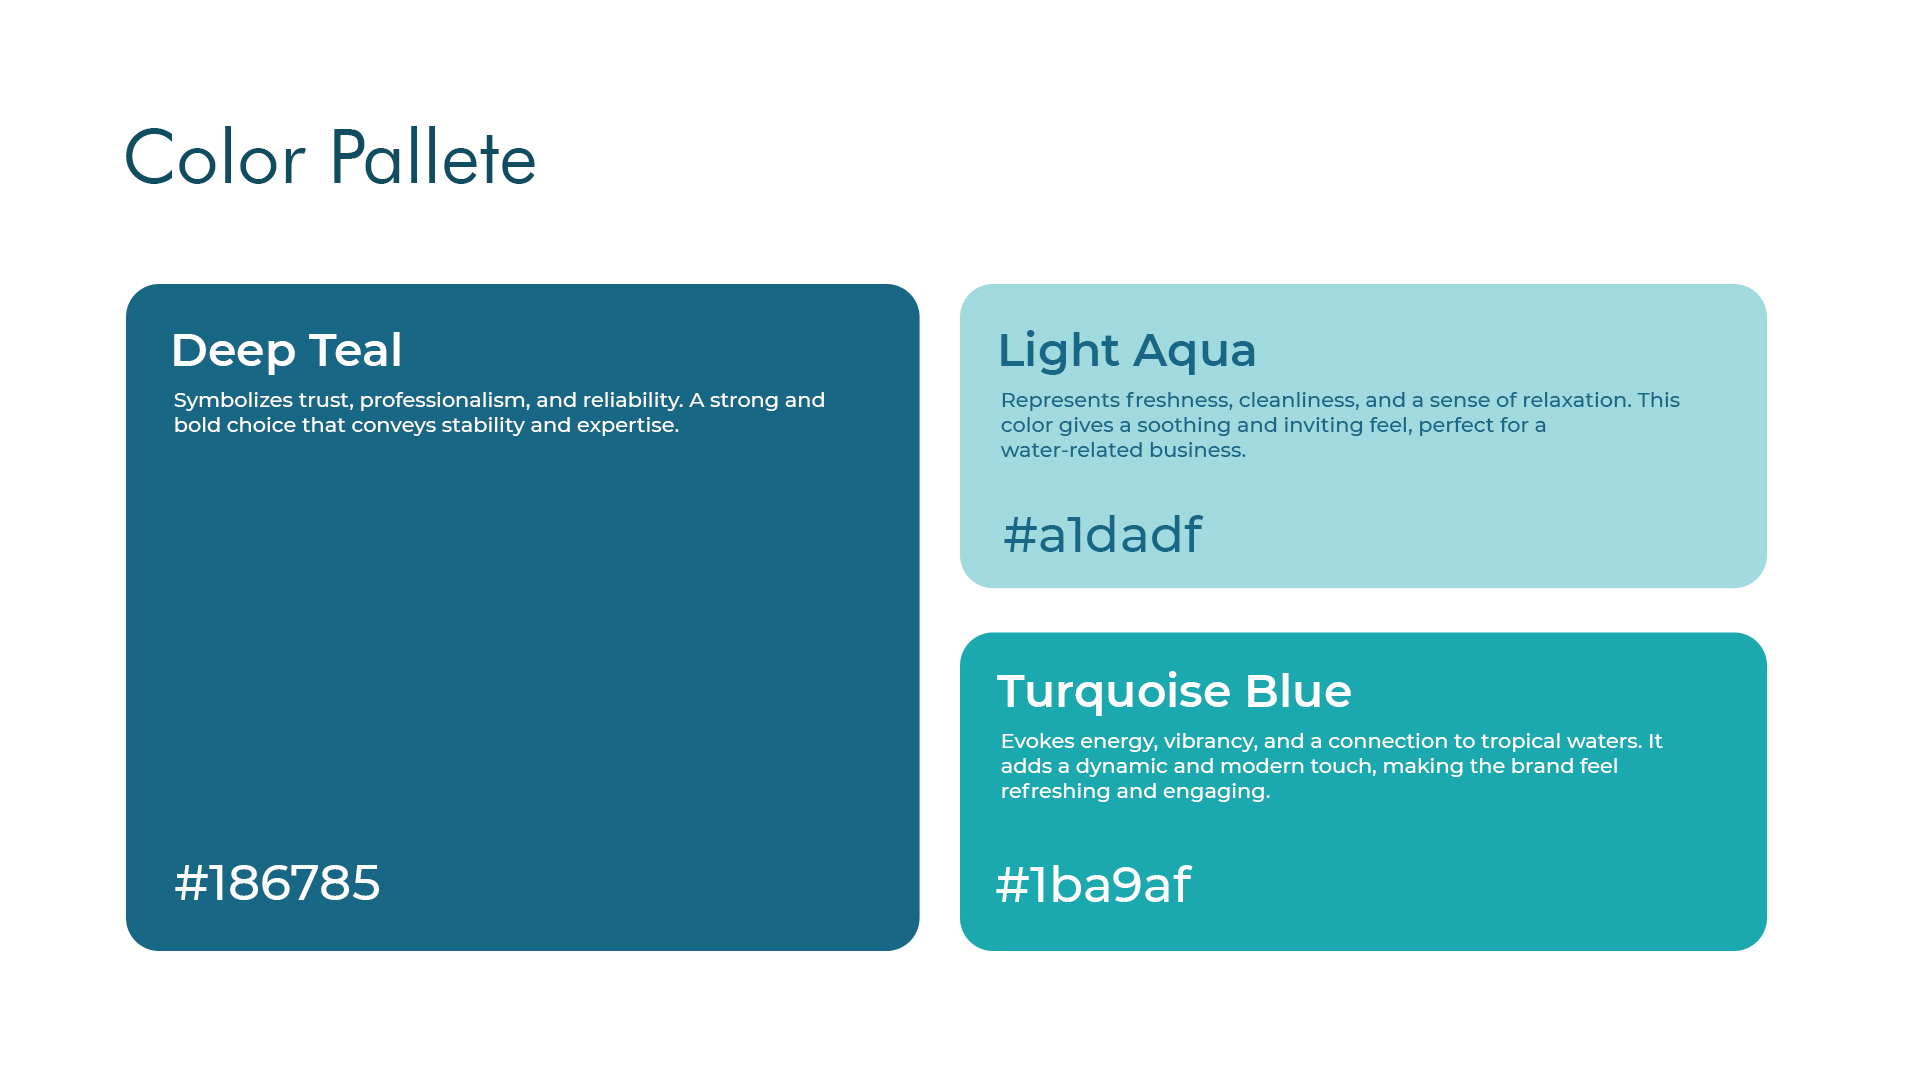 Color Pallete
Deep Teal
Symbolizes trust, professionalism, and reliability. A strong and
bold choice that conveys stability and expertise.
#186785
Light Aqua
Represents freshness, cleanliness, and a sense of relaxation. This
color gives a soothing and inviting feel, perfect for a
water-related business.
#a1dadf
Turquoise Blue
Evokes energy, vibrancy, and a connection to tropical waters. It
adds a dynamic and modern touch, making the brand feel
refreshing and engaging.
#1ba9af